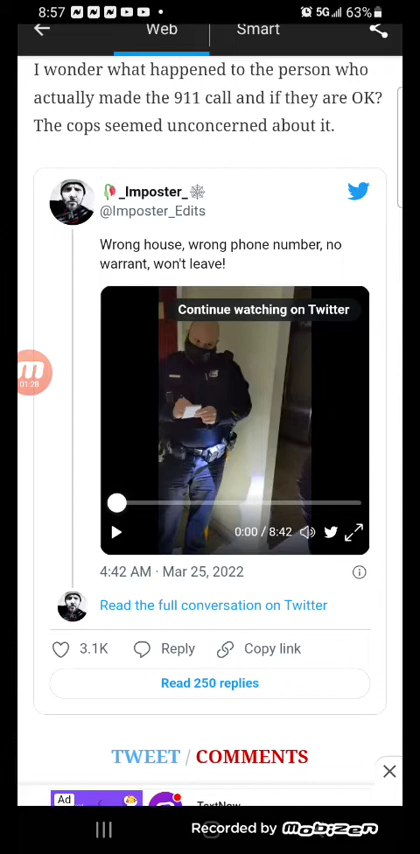 8:57
5G 63%
Web
Smart
I wonder what happened to the person who
actually made the 911 call and if they are OK?
The cops seemed unconcerned about it.
_Imposter_
@Imposter_Edits
Wrong house, wrong phone number, no
warrant, won't leave!
Continue watching on Twitter
01:28
0:00 / 8:42
4:42 AM · Mar 25, 2022
Read the full conversation on Twitter
3.1K
Reply
Copy link
Read 250 replies
TWEET / COMMENTS
Ad
TextNow
Recorded by mobizen